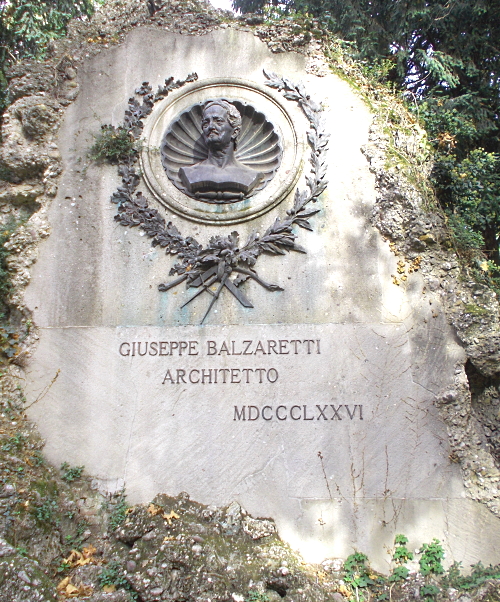 GIUSEPPE BALZARETTI
ARCHITETTO
MDCCCLXXVI